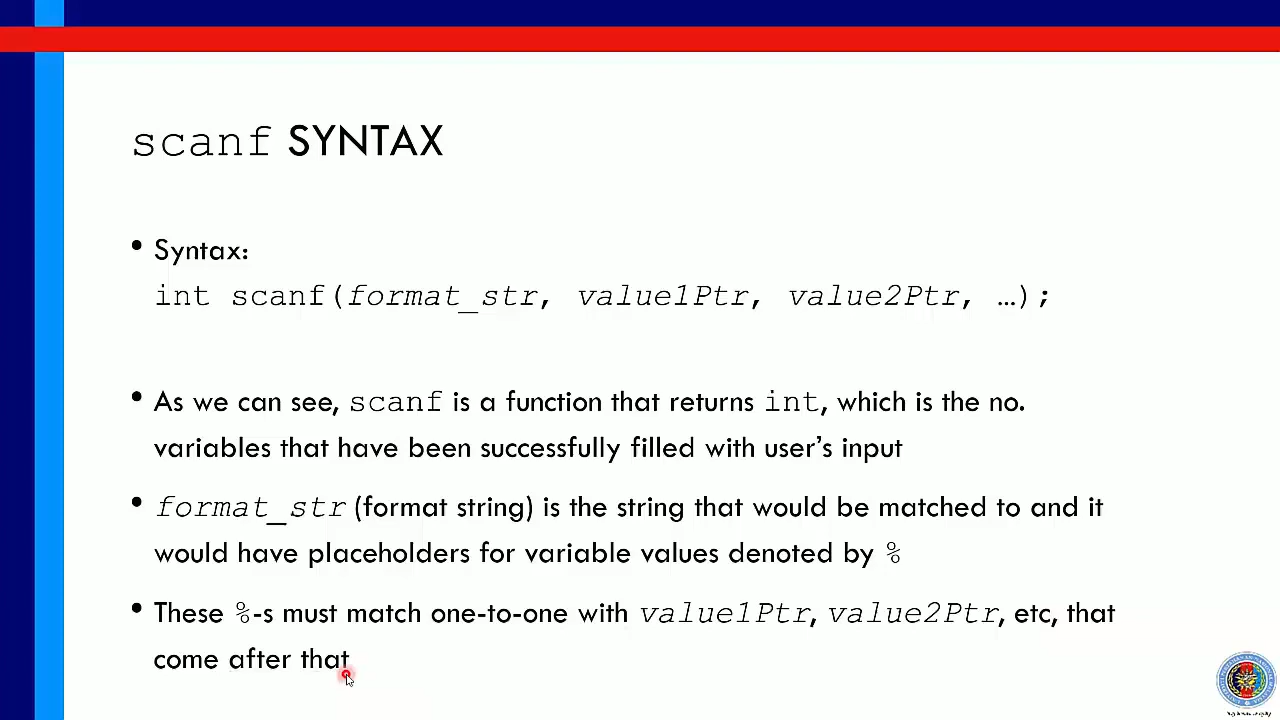 scanf SYNTAX
• Syntax:
int scanf(format_str, value1Ptr, value2Ptr, …);
• As we can see, scanf is a function that returns int, which is the no.
variables that have been successfully filled with user’s input
• format_str (format string) is the string that would be matched to and it
would have placeholders for variable values denoted by %
• These %-s must match one-to-one with value1Ptr, value2Ptr, etc, that
come after that